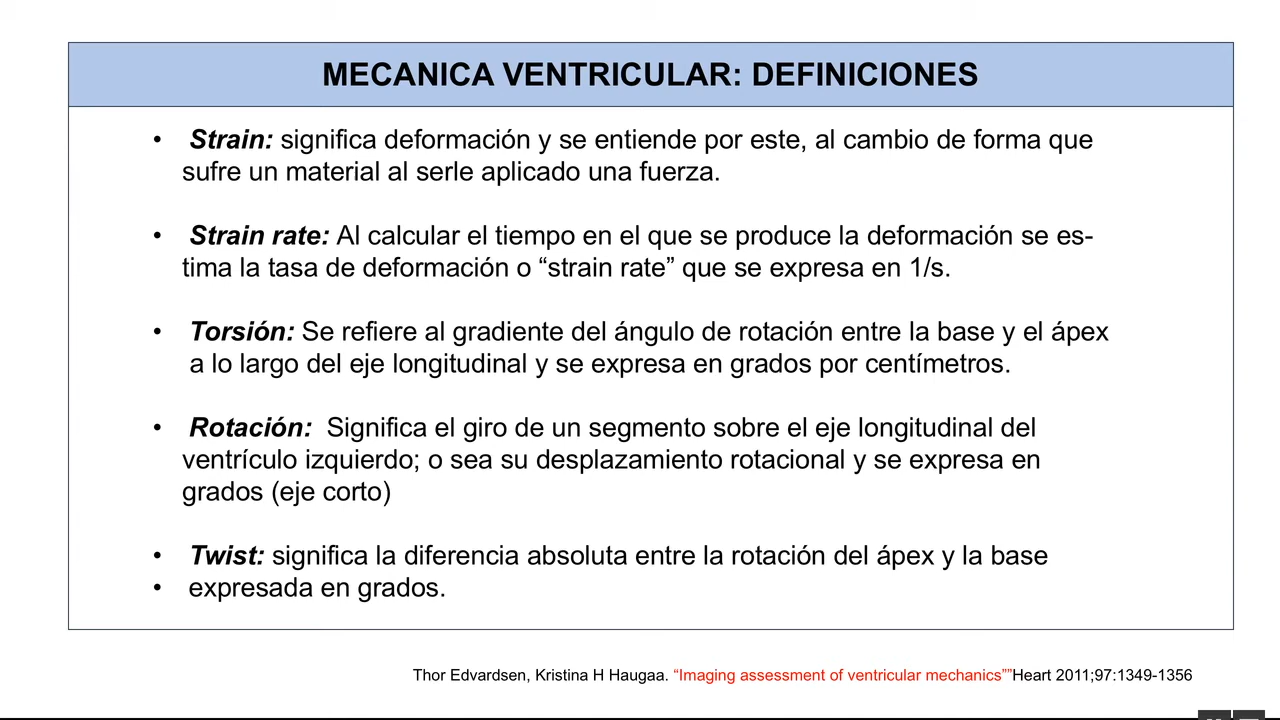 MECANICA VENTRICULAR: DEFINICIONES
• Strain: significa deformación y se entiende por este, al cambio de forma que
sufre un material al serle aplicado una fuerza.
• Strain rate: Al calcular el tiempo en el que se produce la deformación se es-
tima la tasa de deformación o “strain rate” que se expresa en 1/s.
• Torsión: Se refiere al gradiente del ángulo de rotación entre la base y el ápex
a lo largo del eje longitudinal y se expresa en grados por centímetros.
• Rotación: Significa el giro de un segmento sobre el eje longitudinal del
ventrículo izquierdo; o sea su desplazamiento rotacional y se expresa en
grados (eje corto)
• Twist: significa la diferencia absoluta entre la rotación del ápex y la base
• expresada en grados.
Thor Edvardsen, Kristina H Haugaa. “Imaging assessment of ventricular mechanics””Heart 2011;97:1349-1356